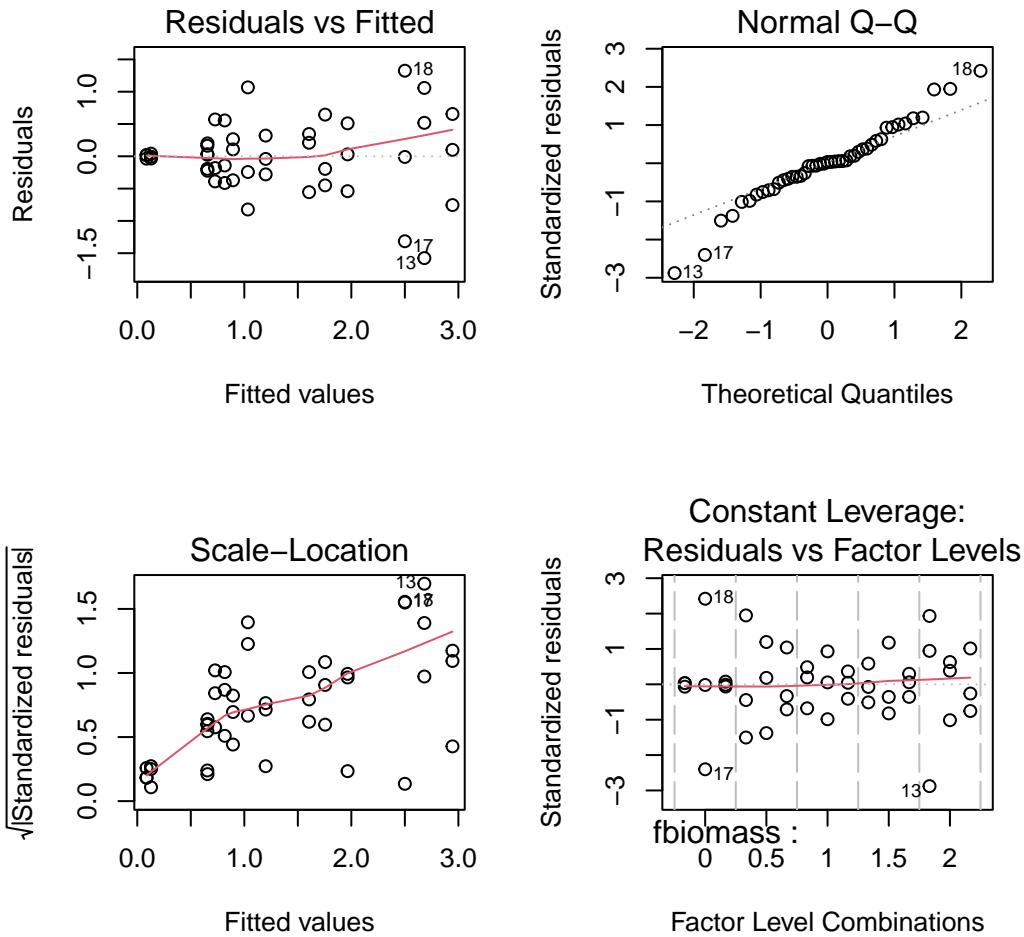 Residuals vs Fitted
Residuals
1.0
0.0
−1.5
18
17
13
0.0 1.0 2.0 3.0
Fitted values
Normal Q−Q
Standardized residuals
3
2
1
−1
−3
18
17
13
−2 −1 0 1 2
Theoretical Quantiles
Scale−Location
√|Standardized residuals|
1.5
1.0
0.5
0.0
13
0.0 1.0 2.0 3.0
Fitted values
Constant Leverage:
Residuals vs Factor Levels
Standardized residuals
3
1
−1
−3
18
17
13
fbiomass :
0 0.5 1 1.5 2
Factor Level Combinations